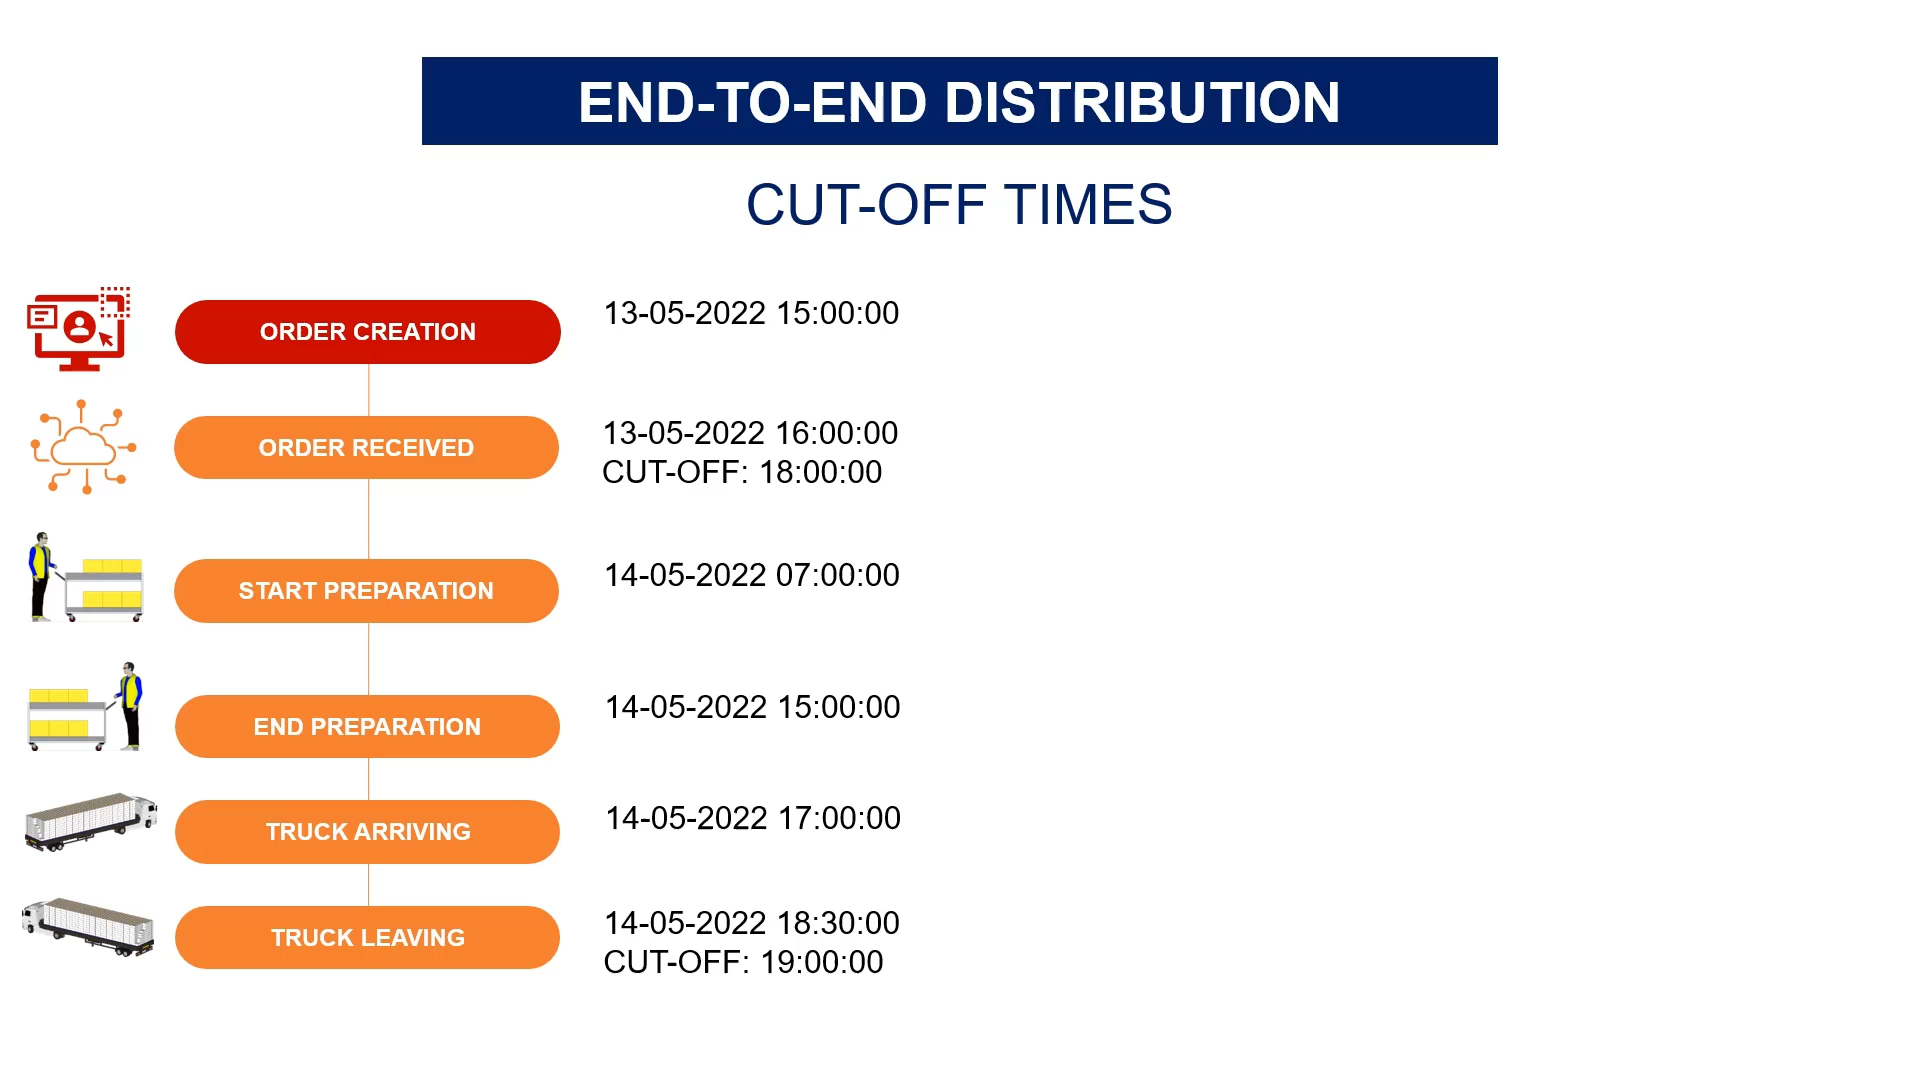 END-TO-END DISTRIBUTION
CUT-OFF TIMES
ORDER CREATION
13-05-2022 15:00:00
ORDER RECEIVED
13-05-2022 16:00:00
CUT-OFF: 18:00:00
START PREPARATION
14-05-2022 07:00:00
END PREPARATION
14-05-2022 15:00:00
TRUCK ARRIVING
14-05-2022 17:00:00
TRUCK LEAVING
14-05-2022 18:30:00
CUT-OFF: 19:00:00